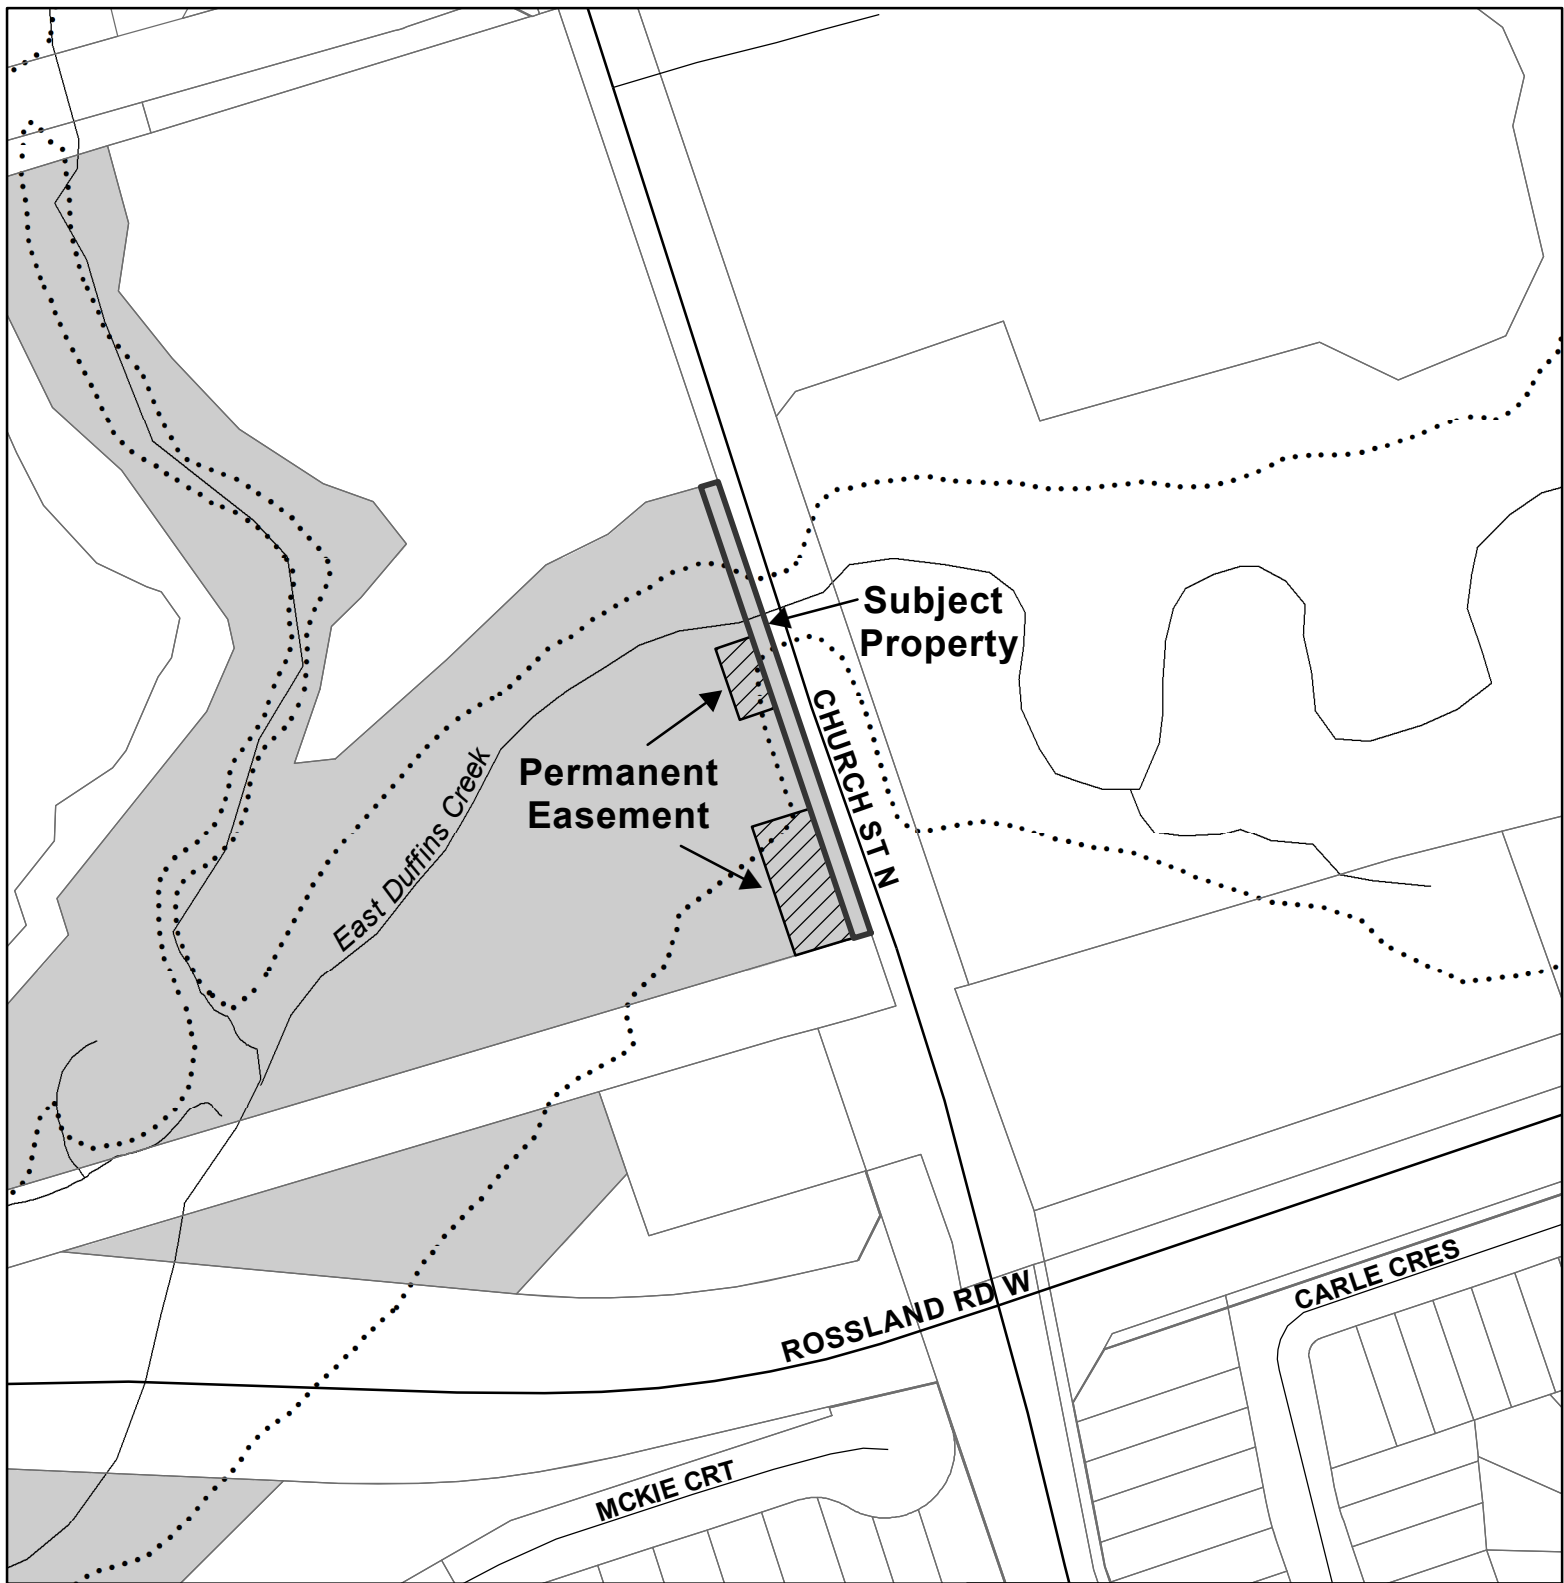 Subject
Property
CHURCH ST N
Permanent
Easement
East Duffins Creek
ROSSLAND RD W
CARLE CRES
MCKIE CRT